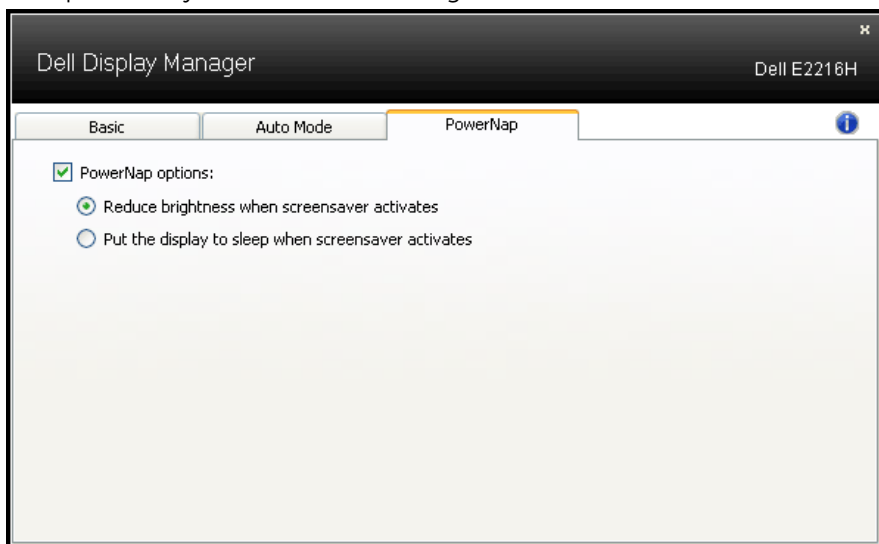 Dell Display Manager
Dell E2216H
Basic
Auto Mode
PowerNap
PowerNap options:
Reduce brightness when screensaver activates
Put the display to sleep when screensaver activates